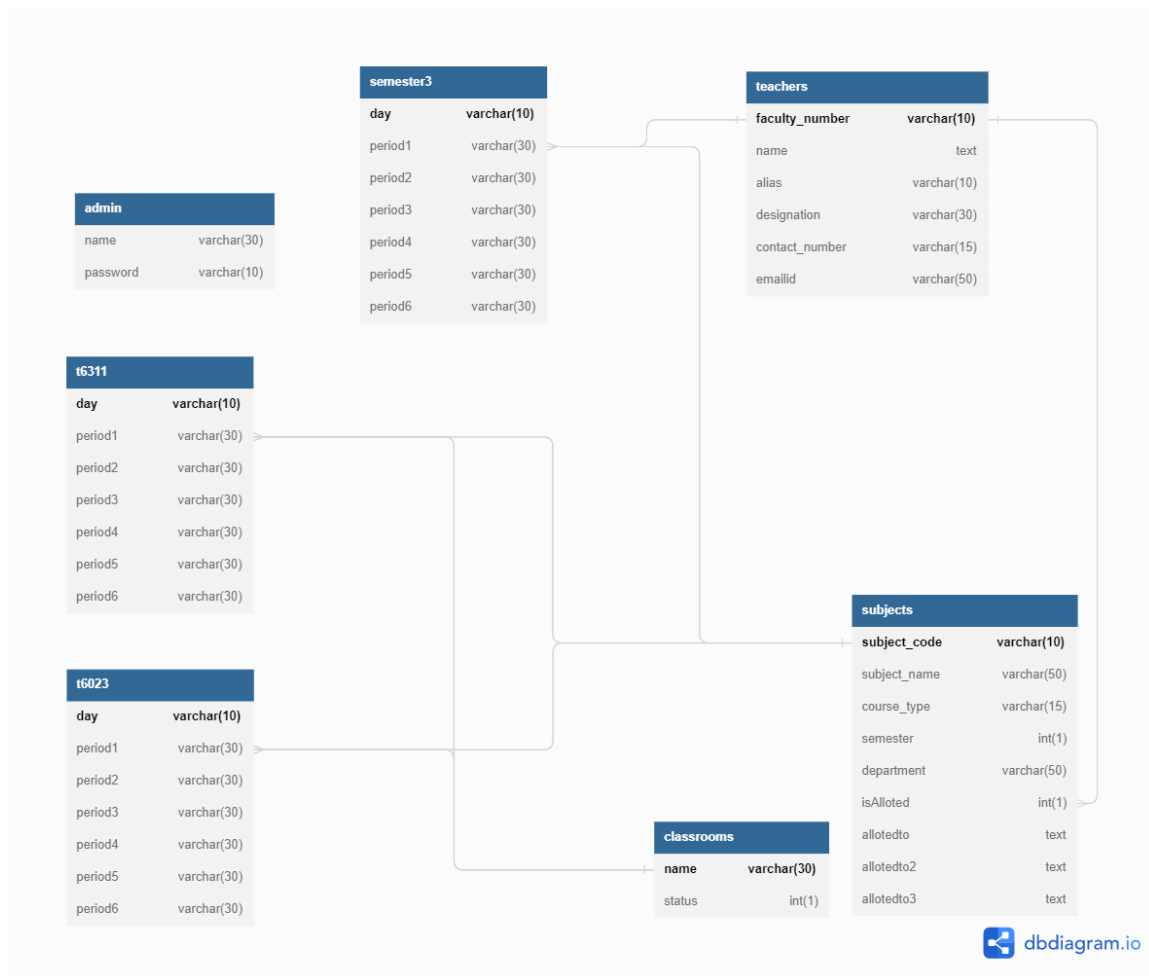 semester3
day varchar(10)
period1 varchar(30)
period2 varchar(30)
period3 varchar(30)
period4 varchar(30)
period5 varchar(30)
period6 varchar(30)
teachers
faculty_number varchar(10)
name text
alias varchar(10)
designation varchar(30)
contact_number varchar(15)
emailid varchar(50)
admin
name varchar(30)
password varchar(10)
t6311
day varchar(10)
period1 varchar(30)
period2 varchar(30)
period3 varchar(30)
period4 varchar(30)
period5 varchar(30)
period6 varchar(30)
t6023
day varchar(10)
period1 varchar(30)
period2 varchar(30)
period3 varchar(30)
period4 varchar(30)
period5 varchar(30)
period6 varchar(30)
subjects
subject_code varchar(10)
subject_name varchar(50)
course_type varchar(15)
semester int(1)
department varchar(50)
isAlloted int(1)
allotedto text
allotedto2 text
allotedto3 text
classrooms
name varchar(30)
status int(1)
dbdiagram.io